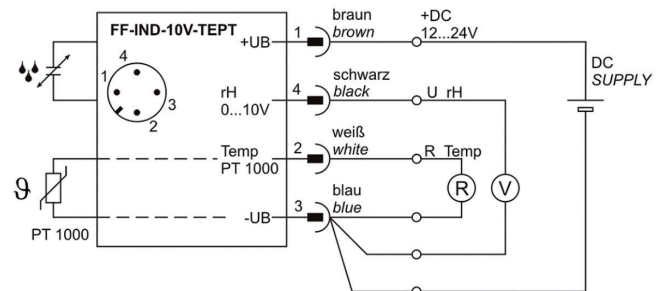 FF-IND-10V-TEPT
+UB
1
braun
brown
+DC
12...24V
4
1
3
2
rH
0...10V
4
schwarz
black
U rH
DC
SUPPLY
Temp
PT 1000
2
weiß
white
R Temp
R
V
ϑ
PT 1000
-UB
3
blau
blue